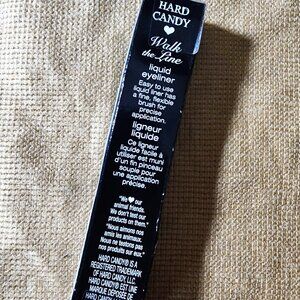 HARD
CANDY
Walk
the Line
liquid
eyeliner
Easy to use
liquid liner has
a fine, flexible
brush for
precise
application.
ligneur
liquide
Ce ligneur
liquide facile à
utiliser est muni
d'un fin pinceau
souple pour
une application
précise.
"We ♥ our
animal friends.
We don't test our
products on them."
"Nous aimons nos
amis les animaux.
Nous ne testons pas
nos produits sur eux."
HARD CANDY® IS A
REGISTERED TRADEMARK
OF HARD CANDY LLC.
HARD CANDY® EST UNE
MARQUE DÉPOSÉE DE
HARD CANDY